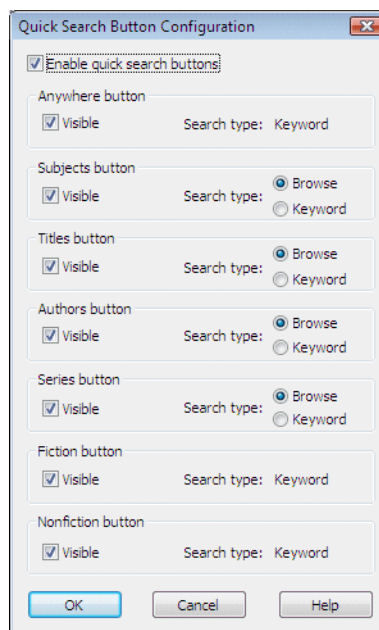 Quick Search Button Configuration
Enable quick search buttons
Anywhere button
Visible Search type: Keyword
Subjects button
Visible Search type: Browse
Keyword
Titles button
Visible Search type: Browse
Keyword
Authors button
Visible Search type: Browse
Keyword
Series button
Visible Search type: Browse
Keyword
Fiction button
Visible Search type: Keyword
Nonfiction button
Visible Search type: Keyword
OK Cancel Help